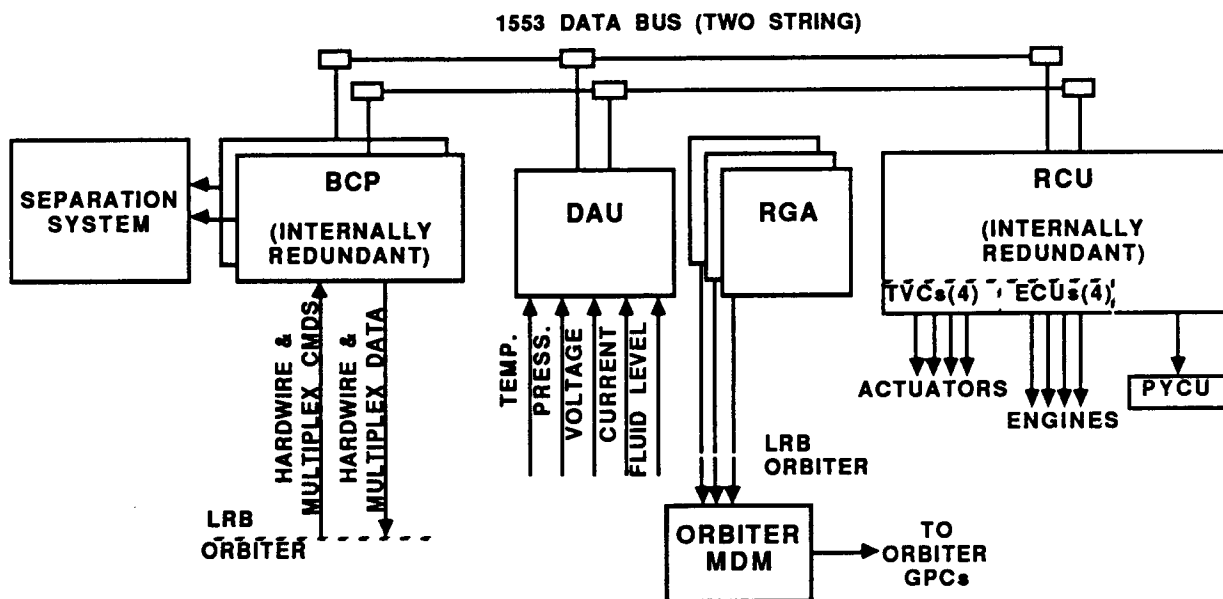 1553 DATA BUS (TWO STRING)
SEPARATION
SYSTEM
BCP
(INTERNALLY
REDUNDANT)
DAU
RGA
RCU
(INTERNALLY
REDUNDANT)
TVCs(4)
ECUs(4)
HARDWIRE &
MULTIPLEX CMDS
HARDWIRE &
MULTIPLEX DATA
TEMP.
PRESS.
VOLTAGE
CURRENT
FLUID LEVEL
ACTUATORS
ENGINES
PYCU
LRB
ORBITER
LRB
ORBITER
ORBITER
MDM
TO
ORBITER
GPCs